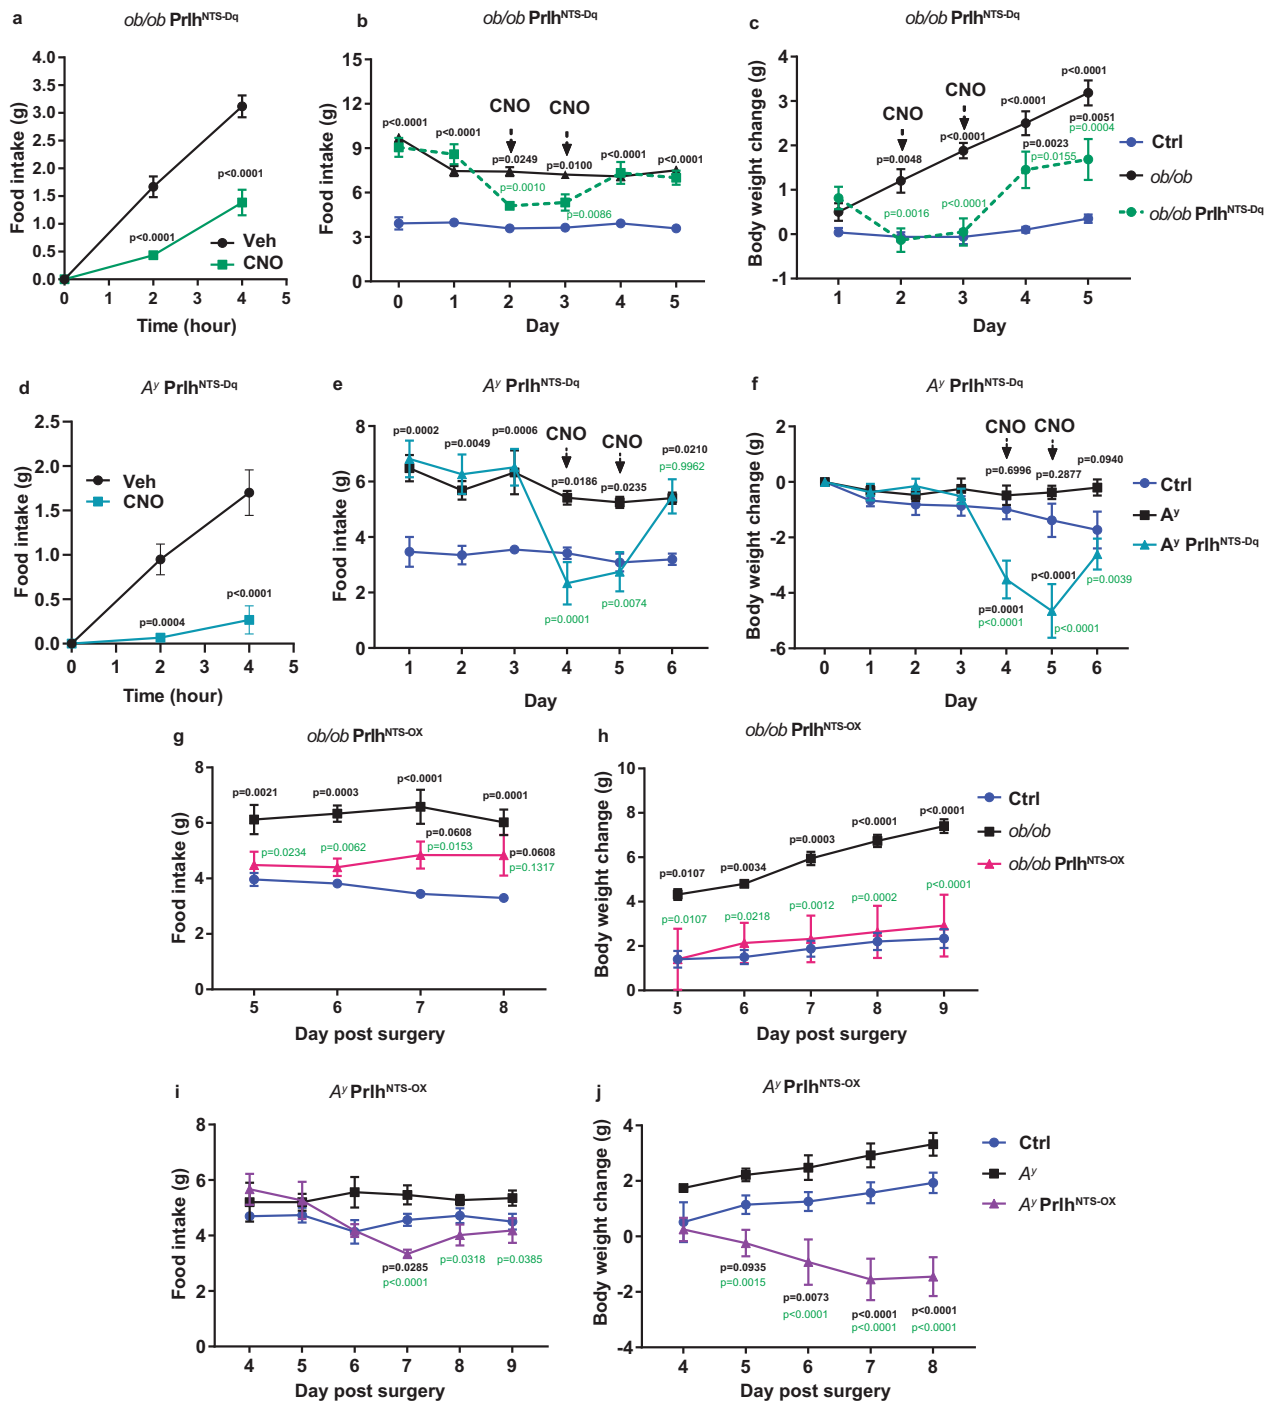 a
ob/ob Prlh^NTS-Dq
Food intake (g)
4.0
3.5
3.0
2.5
2.0
1.5
1.0
0.5
0.0
p<0.0001
p<0.0001
Veh
CNO
0 1 2 3 4 5
Time (hour)
b
ob/ob Prlh^NTS-Dq
Food intake (g)
15
12
9
6
3
0
CNO CNO
p<0.0001
p<0.0001
p=0.0249
p=0.0100
p<0.0001
p<0.0001
p=0.0010
p=0.0086
0 1 2 3 4 5
Day
c
ob/ob Prlh^NTS-Dq
Body weight change (g)
4
3
2
1
0
-1
CNO
CNO
p=0.0048
p<0.0001
p<0.0001
p<0.0001
p=0.0051
p=0.0004
p=0.0023
p=0.0155
p=0.0016
p<0.0001
1 2 3 4 5
Day
Ctrl
ob/ob
ob/ob Prlh^NTS-Dq
d
A^y Prlh^NTS-Dq
Food intake (g)
2.5
2.0
1.5
1.0
0.5
0.0
Veh
CNO
p=0.0004
p<0.0001
0 1 2 3 4 5
Time (hour)
e
A^y Prlh^NTS-Dq
Food intake (g)
8
6
4
2
0
CNO CNO
p=0.0002
p=0.0049
p=0.0006
p=0.0186
p=0.0235
p=0.0210
p=0.9962
p=0.0001
p=0.0074
1 2 3 4 5 6
Day
f
A^y Prlh^NTS-Dq
Body weight change (g)
2
0
-2
-4
-6
CNO CNO
p=0.6996
p=0.2877
p=0.0940
p=0.0001
p<0.0001
p<0.0001
p<0.0001
p=0.0039
0 1 2 3 4 5 6
Day
Ctrl
A^y
A^y Prlh^NTS-Dq
g
ob/ob Prlh^NTS-OX
Food intake (g)
8
6
4
2
0
p=0.0021
p=0.0003
p<0.0001
p=0.0001
p=0.0234
p=0.0062
p=0.0608
p=0.0153
p=0.0608
p=0.1317
5 6 7 8
Day post surgery
h
ob/ob Prlh^NTS-OX
Body weight change (g)
10
8
6
4
2
0
p=0.0107
p=0.0034
p=0.0003
p<0.0001
p<0.0001
p=0.0107
p=0.0218
p=0.0012
p=0.0002
p<0.0001
5 6 7 8 9
Day post surgery
Ctrl
ob/ob
ob/ob Prlh^NTS-OX
i
A^y Prlh^NTS-OX
Food intake (g)
8
6
4
2
0
p=0.0285
p<0.0001
p=0.0318
p=0.0385
4 5 6 7 8 9
Day post surgery
j
A^y Prlh^NTS-OX
Body weight change (g)
4
2
0
-2
-4
p=0.0935
p=0.0015
p=0.0073
p<0.0001
p<0.0001
p<0.0001
p<0.0001
p<0.0001
4 5 6 7 8
Day post surgery
Ctrl
A^y
A^y Prlh^NTS-OX